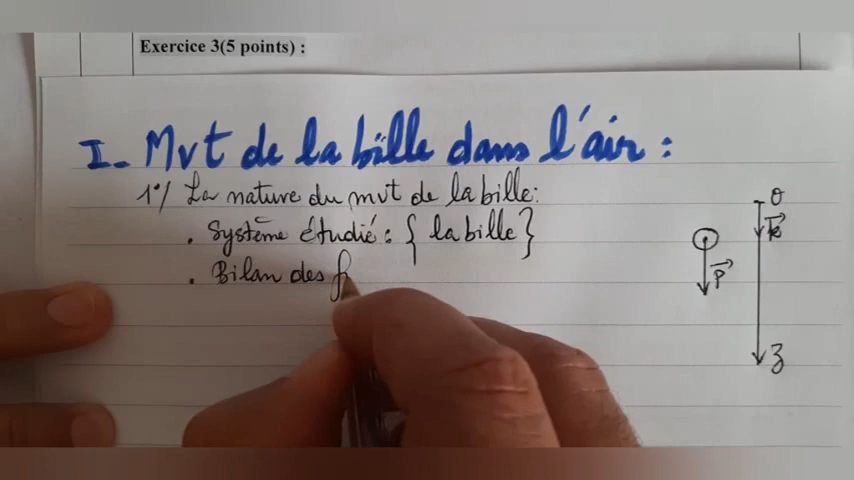 Exercice 3(5 points) :
I- Mvt de la bille dans l'air :
1°/ La nature du mvt de la bille:
. Système étudié : { la bille }
. Bilan des f
O
k
P
z